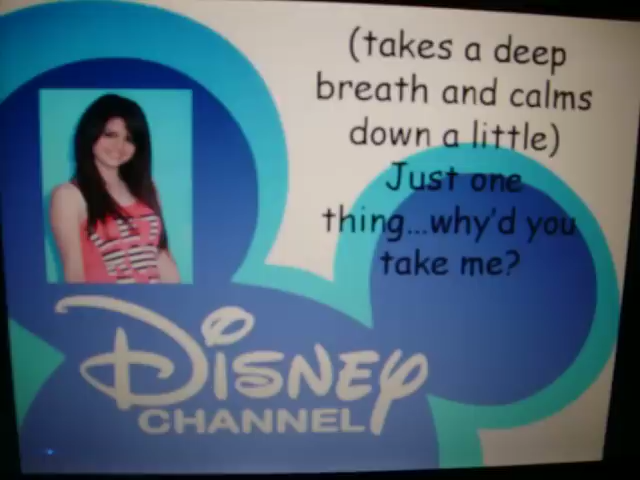 (takes a deep
breath and calms
down a little)
Just one
thing...why'd you
take me?
Disney
CHANNEL